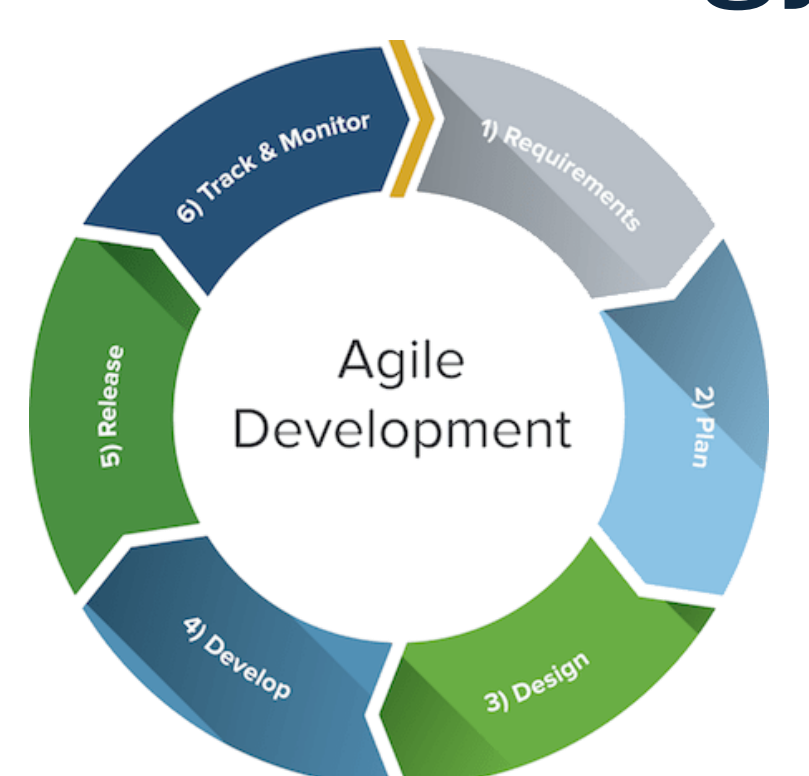 Agile
Development
1) Requirements
2) Plan
3) Design
4) Develop
5) Release
6) Track & Monitor